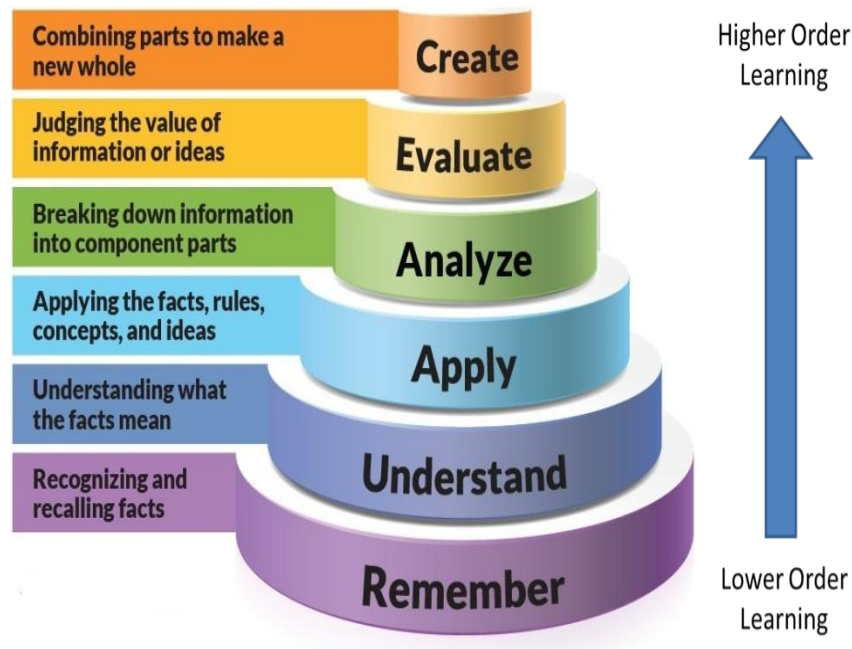 Combining parts to make a
new whole
Create
Higher Order
Learning
Judging the value of
information or ideas
Evaluate
Breaking down information
into component parts
Analyze
Applying the facts, rules,
concepts, and ideas
Apply
Understanding what
the facts mean
Understand
Recognizing and
recalling facts
Remember
Lower Order
Learning